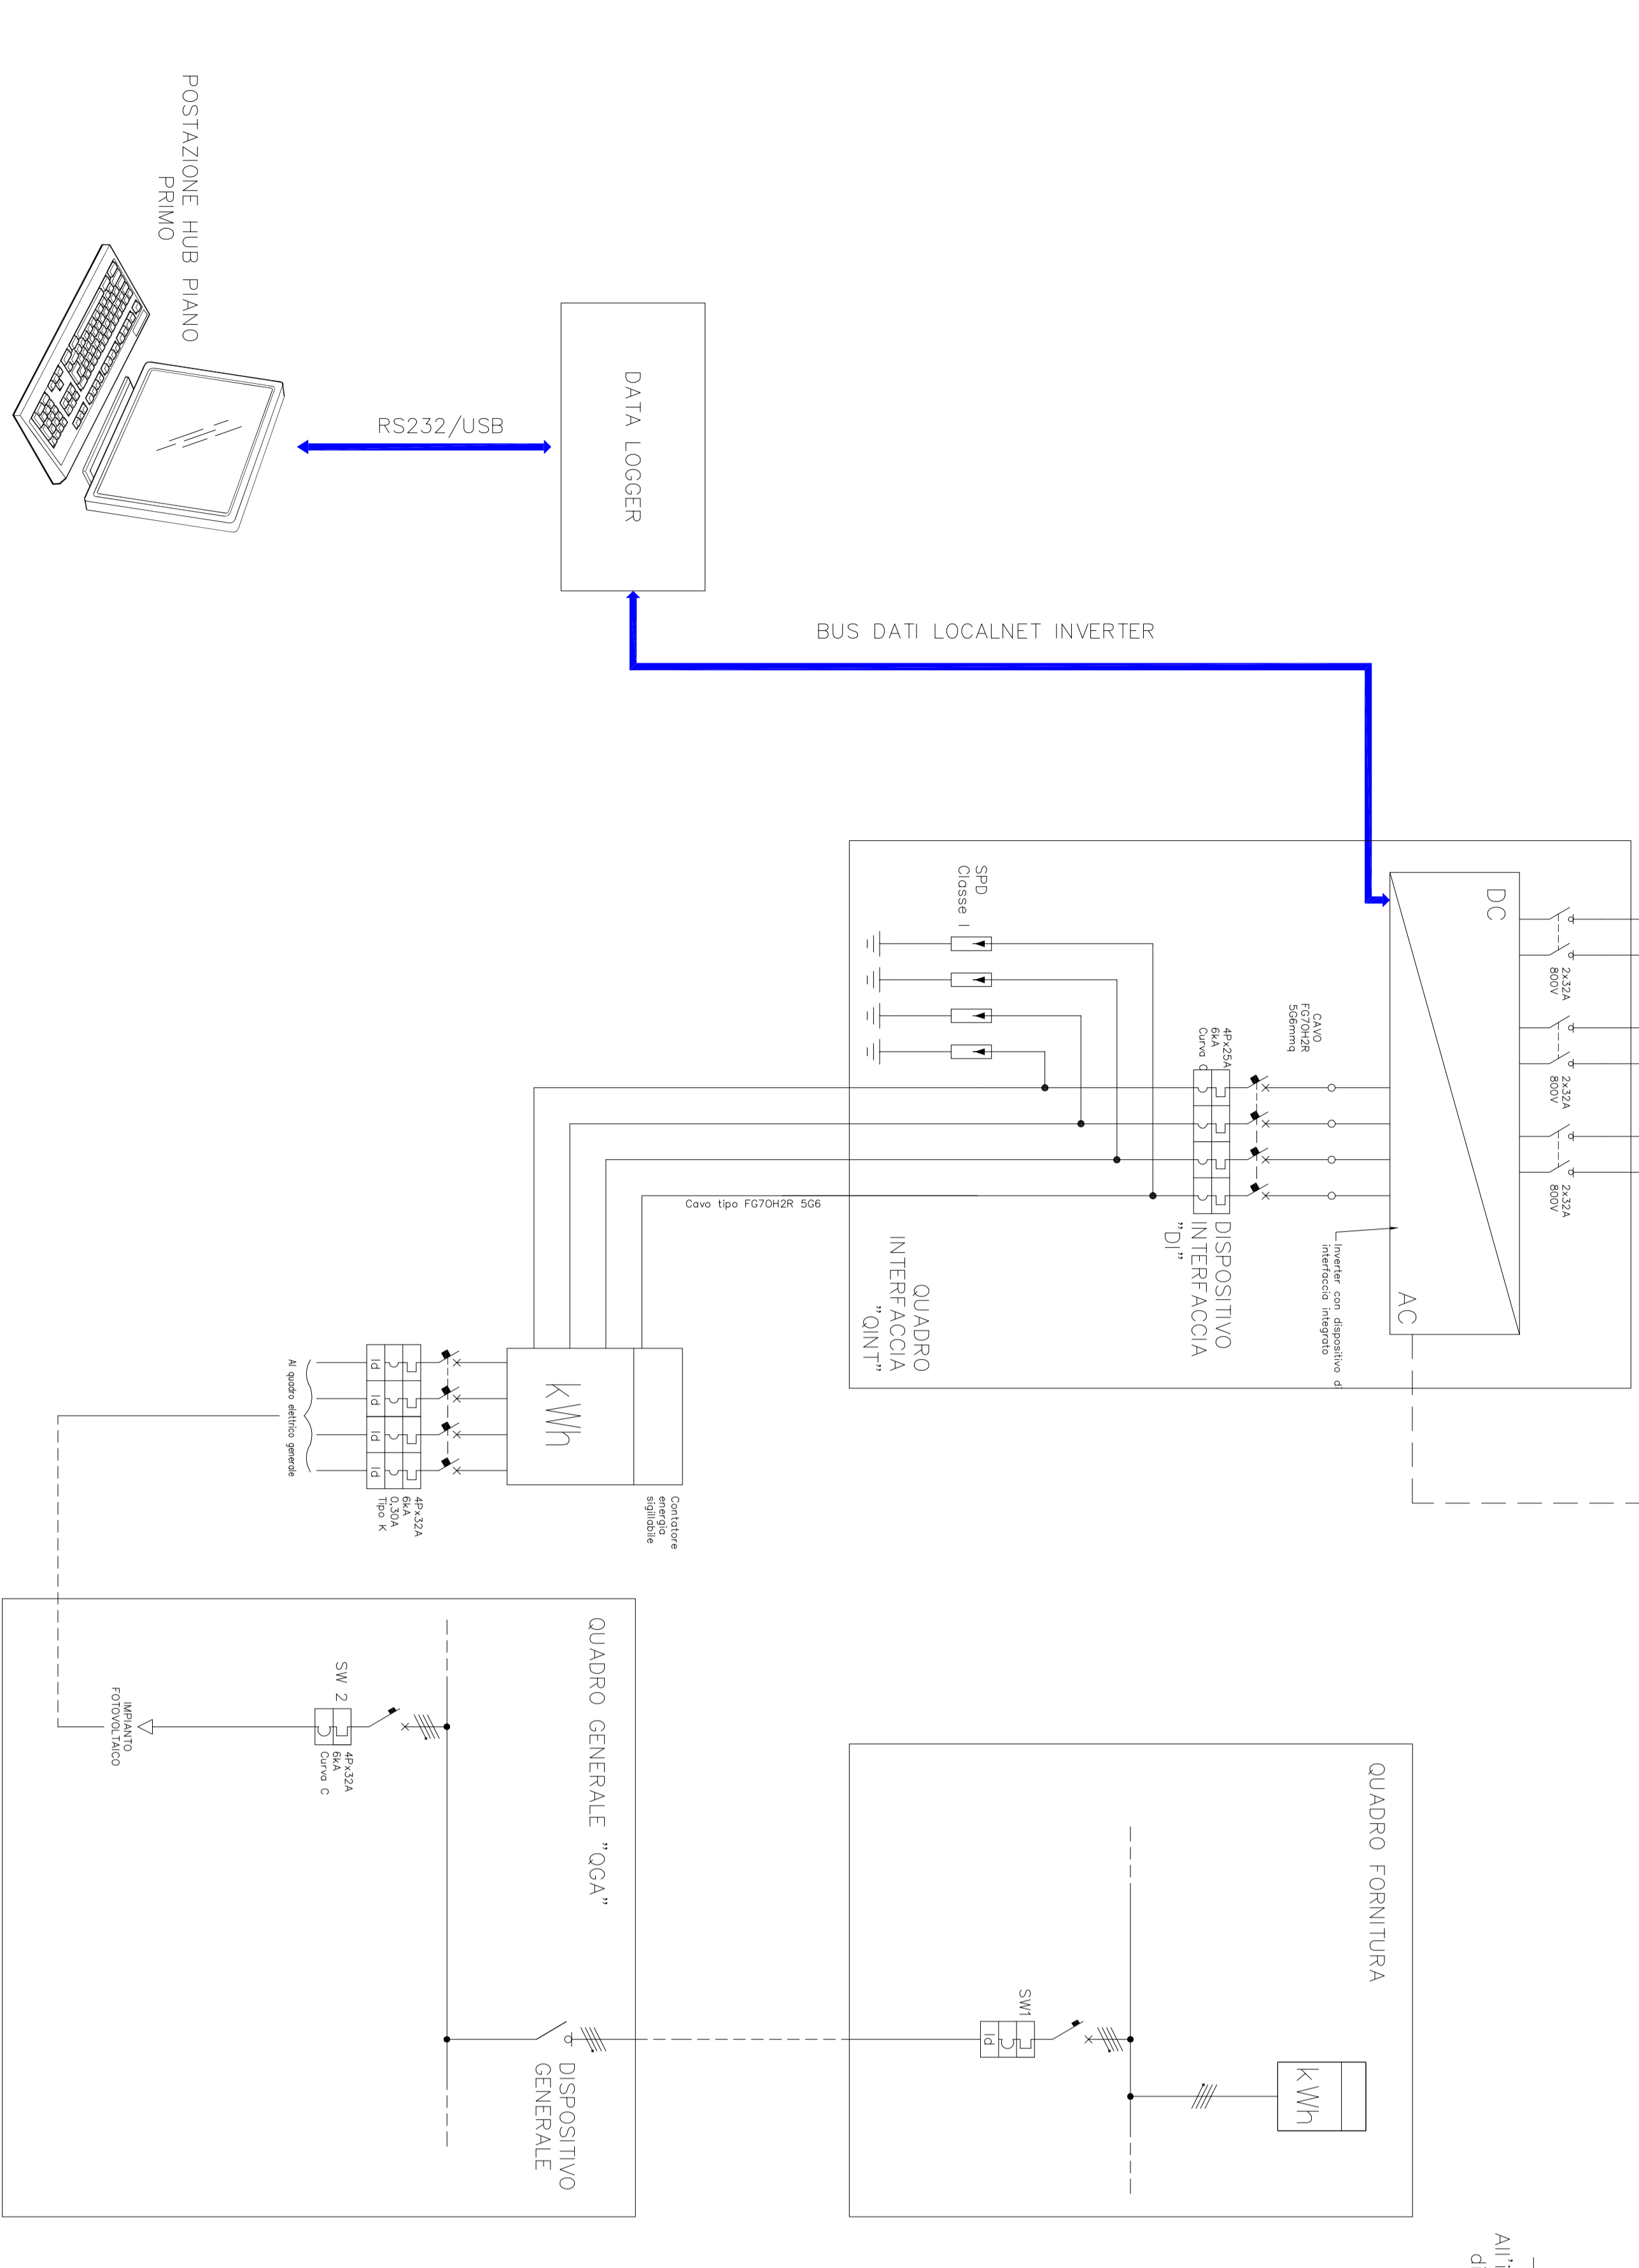 POSTAZIONE HUB PIANO
PRIMO
RS232/USB
DATA LOGGER
BUS DATI LOCALNET INVERTER
DC
AC
2x32A
800V
2x32A
800V
2x32A
800V
Inverter con dispositivo di
interfaccia integrato
CAVO
FG7OH2R
5G6mmq
4Px25A
6kA
Curva C
DISPOSITIVO
INTERFACCIA
"DI"
SPD
Classe I
QUADRO
INTERFACCIA
"QINT"
Cavo tipo FG7OH2R 5G6
kWh
Contatore
energia
sigillabile
Id
Id
Id
Id
4Px32A
6kA
0,30A
Tipo K
Al quadro elettrico generale
QUADRO GENERALE "QGA"
SW 2
4Px32A
6kA
Curva C
IMPIANTO
FOTOVOLTAICO
DISPOSITIVO
GENERALE
QUADRO FORNITURA
SW1
Id
kWh